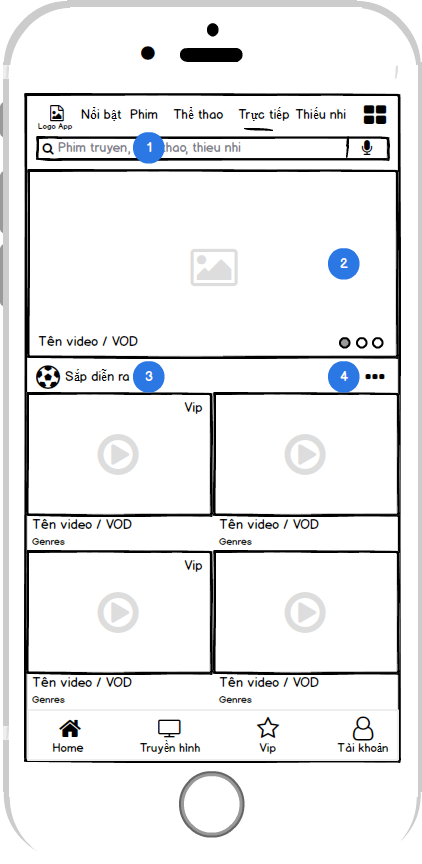 Nổi bật Phim Thể thao Trực tiếp Thiếu nhi
Logo App
Phim truyen, 1 thao, thieu nhi
2
Tên video / VOD
Sắp diễn ra 3 4
Vip
Tên video / VOD Tên video / VOD
Genres Genres
Vip
Tên video / VOD Tên video / VOD
Genres Genres
Home Truyền hình Vip Tài khoản